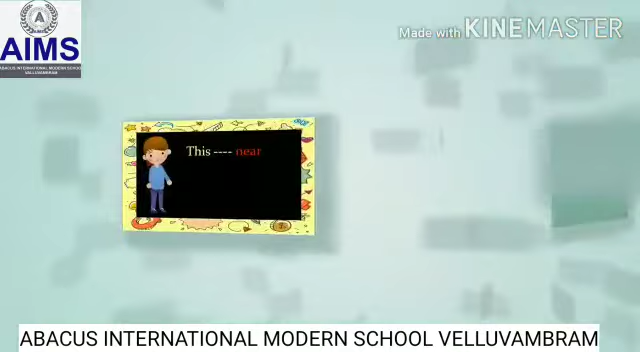 AIMS
ABACUS INTERNATIONAL MODERN SCHOOL
VELLUVAMBRAM
Made with KINEMASTER
This ---- near
ABACUS INTERNATIONAL MODERN SCHOOL VELLUVAMBRAM